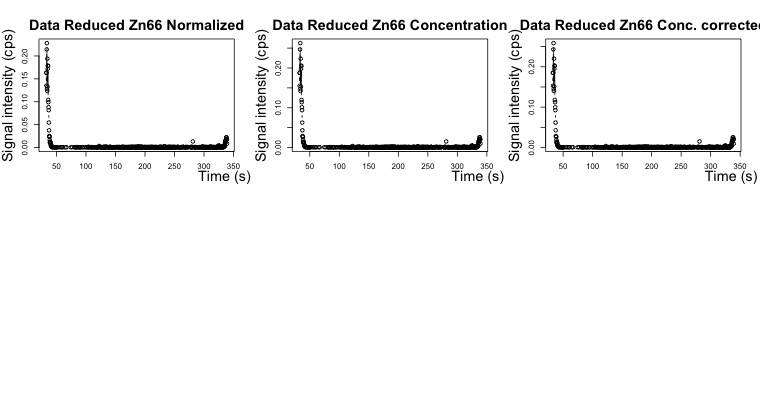 Data Reduced Zn66 Normalized
Signal intensity (cps)
0.00 0.05 0.10 0.15 0.20
50 100 150 200 250 300 350
Time (s)
Data Reduced Zn66 Concentration
Signal intensity (cps)
0.00 0.10 0.20
50 100 150 200 250 300 350
Time (s)
Data Reduced Zn66 Conc. corrected
Signal intensity (cps)
0.00 0.10 0.20
50 100 150 200 250 300 350
Time (s)